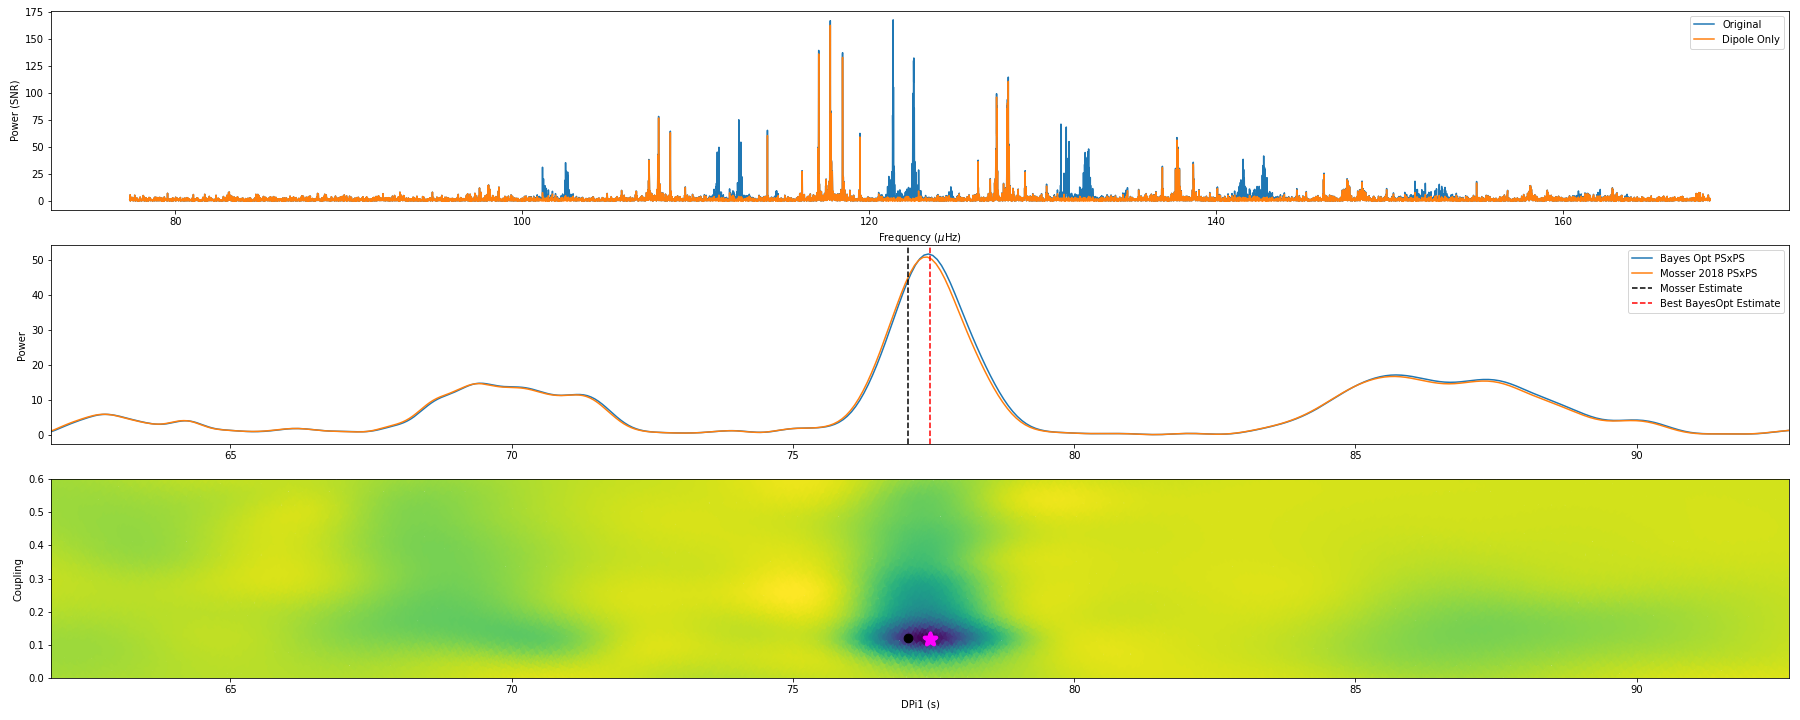 175
150
125
100
75
50
25
0
Power (SNR)
Original
Dipole Only
80 100 120 140 160
Frequency (μHz)
50
40
30
20
10
0
Power
Bayes Opt PSxPS
Mosser 2018 PSxPS
Mosser Estimate
Best BayesOpt Estimate
65 70 75 80 85 90
0.6
0.5
0.4
0.3
0.2
0.1
0.0
Coupling
65 70 75 80 85 90
DPi1 (s)